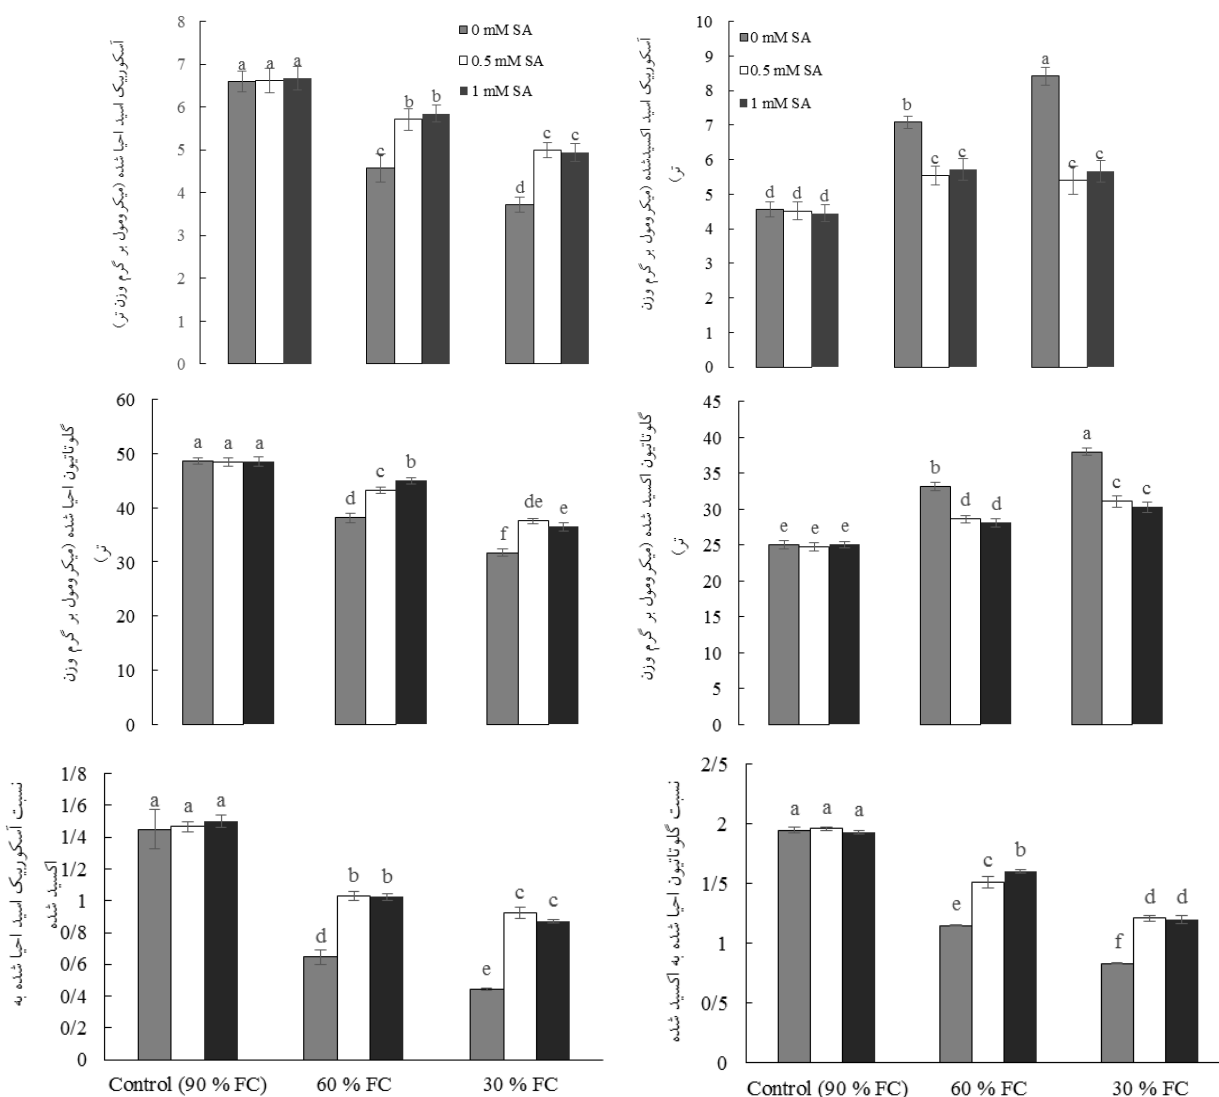 آسکوربیک اسید احیا شده (میکرومول بر گرم وزن تر)
8
7
6
5
4
3
2
1
0
0 mM SA
0.5 mM SA
1 mM SA
a a a
c b b
d c c
آسکوربیک اسید اکسیدشده (میکرومول بر گرم وزن
تر)
10
9
8
7
6
5
4
3
2
1
0
0 mM SA
0.5 mM SA
1 mM SA
d d d
b c c
a c c
گلوتاتیون احیا شده (میکرومول بر گرم وزن
تر)
60
50
40
30
20
10
0
a a a
d c b
f de e
گلوتاتیون اکسید شده (میکرومول بر گرم وزن
تر)
45
40
35
30
25
20
15
10
5
0
e e e
b d d
a c c
نسبت آسکوربیک اسید احیا شده به
اکسید شده
1/8
1/6
1/4
1/2
1
0/8
0/6
0/4
0/2
0
a a a
d b b
e c c
Control (90 % FC) 60 % FC 30 % FC
نسبت گلوتاتیون احیا شده به اکسید شده
2/5
2
1/5
1
0/5
0
a a a
e c b
f d d
Control (90 % FC) 60 % FC 30 % FC